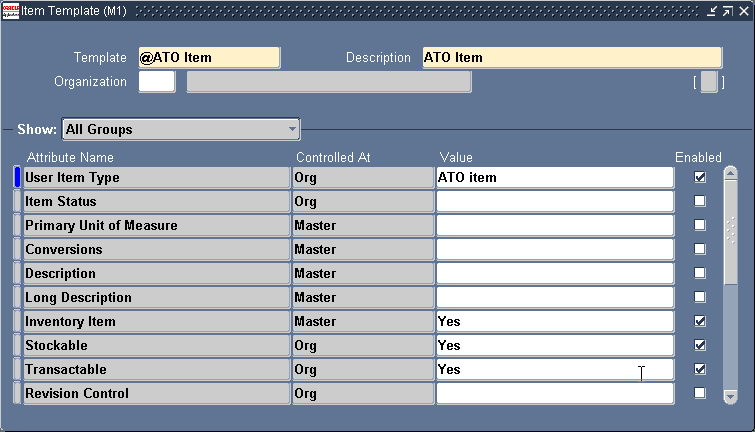 ORACLE Item Template (M1)
Template @ATO Item Description ATO Item
Organization [ ]
Show: All Groups
Attribute Name Controlled At Value Enabled
User Item Type Org ATO item
Item Status Org
Primary Unit of Measure Master
Conversions Master
Description Master
Long Description Master
Inventory Item Master Yes
Stockable Org Yes
Transactable Org Yes
Revision Control Org